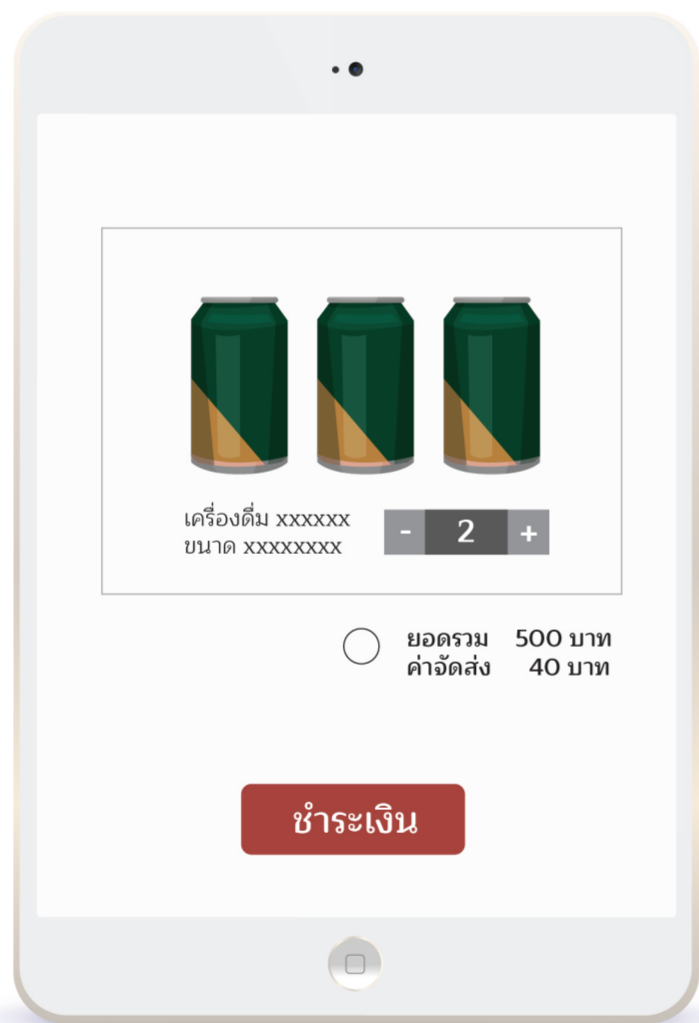 เครื่องดื่ม xxxxxx
ขนาด xxxxxxxx
- 2 +
ยอดรวม 500 บาท
ค่าจัดส่ง 40 บาท
ชำระเงิน